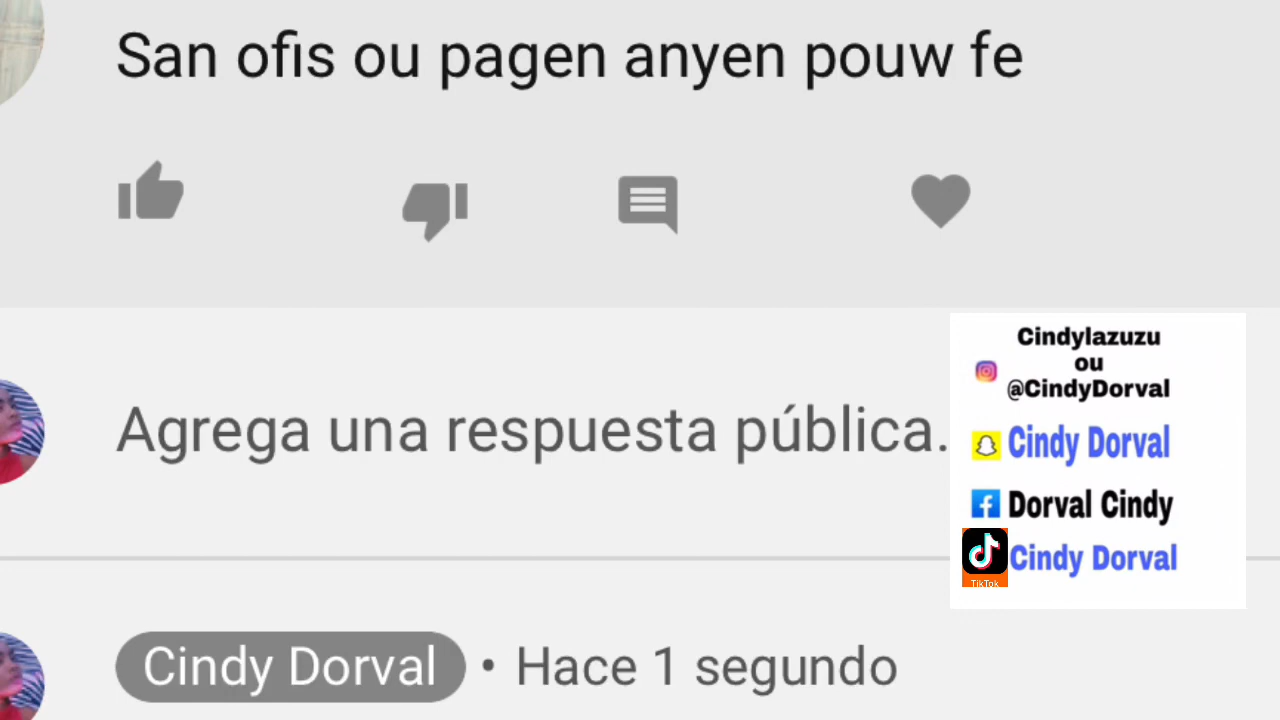 San ofis ou pagen anyen pouw fe
Agrega una respuesta pública.
Cindylazuzu
ou
@CindyDorval
Cindy Dorval
Dorval Cindy
Cindy Dorval
TikTok
Cindy Dorval • Hace 1 segundo